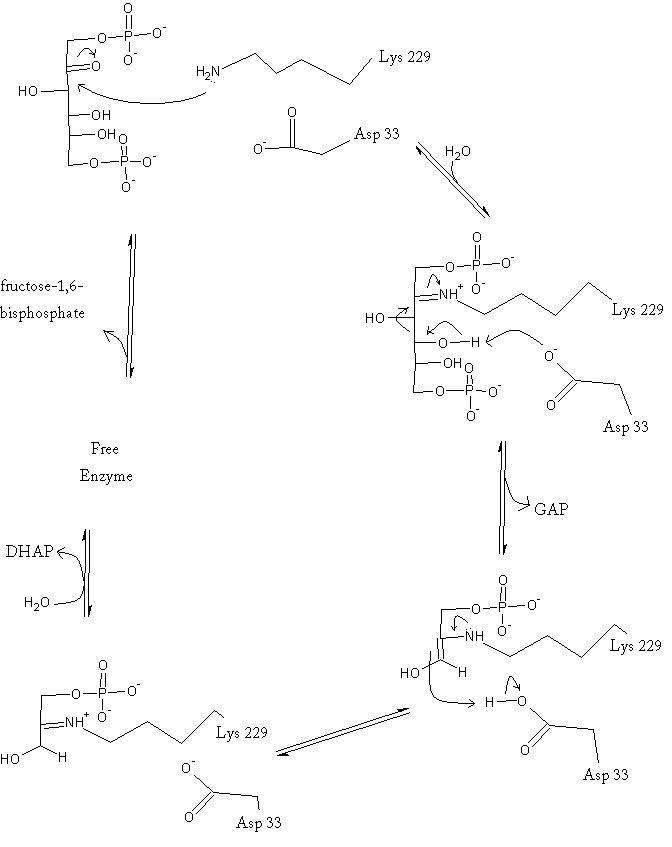 O
O P O⁻
O⁻
O
HO
OH
OH
O
O P O⁻
O⁻
H₂N
Lys 229
O
O⁻
Asp 33
H₂O
O
O P O⁻
O⁻
NH⁺
Lys 229
HO
O H
OH
O
O P O⁻
O⁻
O⁻
O
Asp 33
fructose-1,6-
bisphosphate
Free
Enzyme
GAP
DHAP
H₂O
O
O P O⁻
O⁻
NH
Lys 229
HO H
H O
O
Asp 33
O
O P O⁻
O⁻
NH⁺
Lys 229
HO H
O⁻
O
Asp 33